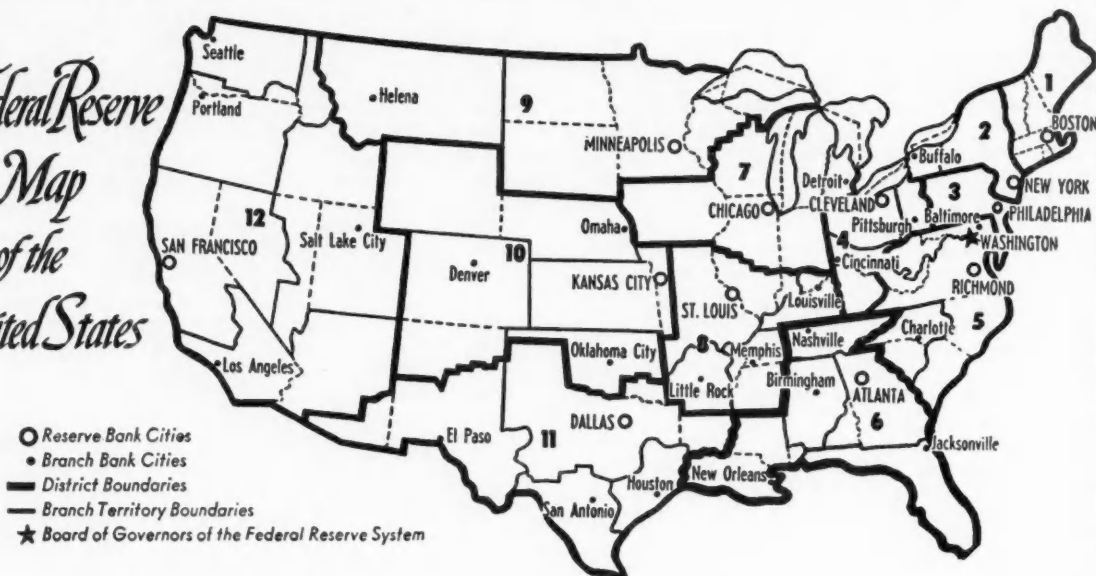 deral Reserve
Map
of the
ited States
Seattle
Portland
Helena
9
1
BOSTON
2
MINNEAPOLIS
Buffalo
7
Detroit
NEW YORK
3
CLEVELAND
CHICAGO
Pittsburgh
Baltimore
PHILADELPHIA
12
SAN FRANCISCO
Salt Lake City
Omaha
10
4
WASHINGTON
Denver
Cincinnati
KANSAS CITY
RICHMOND
ST. LOUIS
Louisville
5
Nashville
Charlotte
Los Angeles
Oklahoma City
8
Memphis
Little Rock
Birmingham
ATLANTA
6
DALLAS
El Paso
11
Jacksonville
New Orleans
Houston
San Antonio
Reserve Bank Cities
Branch Bank Cities
District Boundaries
Branch Territory Boundaries
Board of Governors of the Federal Reserve System